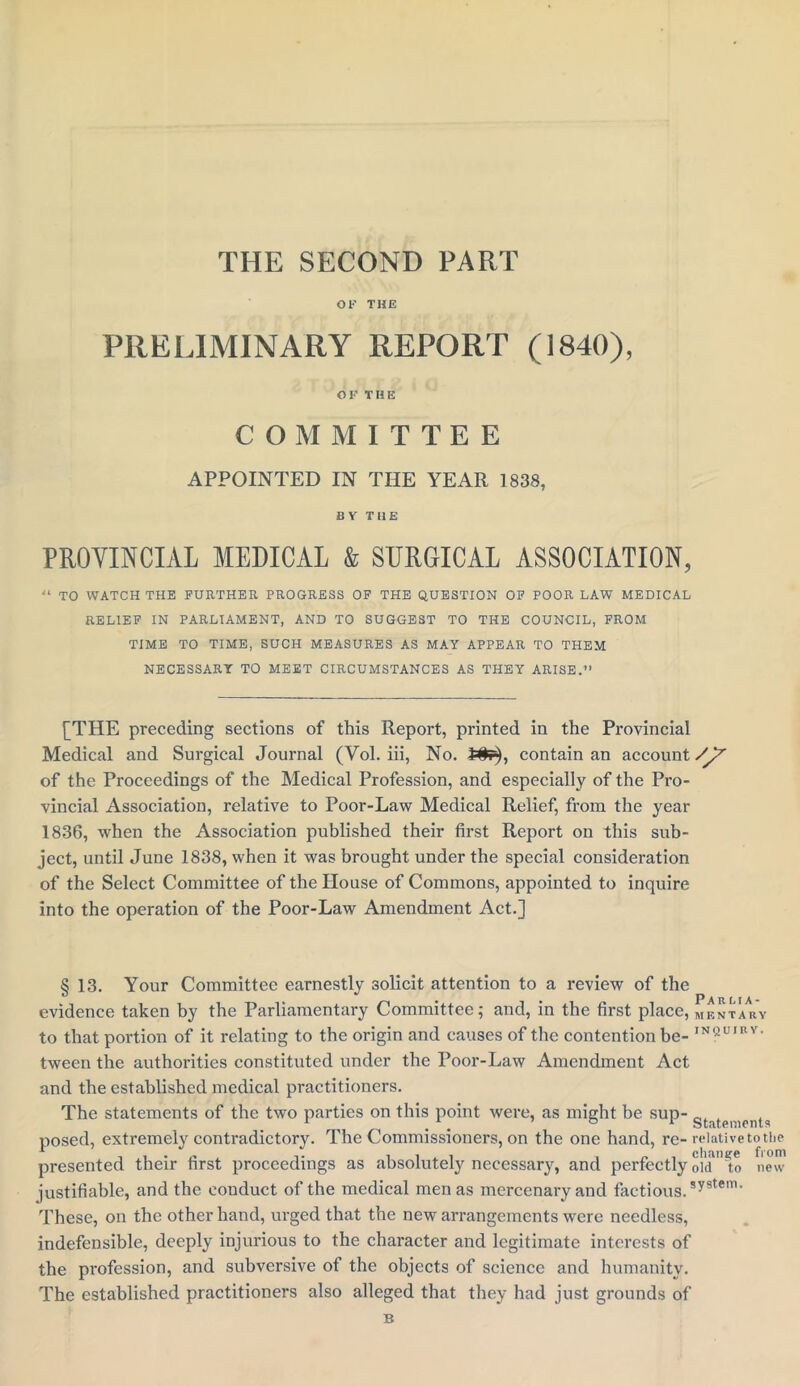 THE SECOND PART
OF THE
PRELIMINARY REPORT (1840),
OF THE
COMMITTEE
APPOINTED IN THE YEAR 1838,
BY THE
PROVINCIAL MEDICAL & SURGICAL ASSOCIATION,
“ TO WATCH THE FURTHER PROGRESS OF THE QUESTION OF POOR LAW MEDICAL
RELIEF IN PARLIAMENT, AND TO SUGGEST TO THE COUNCIL, FROM
TIME TO TIME, SUCH MEASURES AS MAY APPEAR TO THEM
NECESSARY TO MEET CIRCUMSTANCES AS THEY ARISE.”
[THE preceding sections of this Report, printed in the Provincial
Medical and Surgical Journal (Vol. iii, No. ), contain an account
of the Proceedings of the Medical Profession, and especially of the Pro-
vincial Association, relative to Poor-Law Medical Relief, from the year
1836, when the Association published their first Report on this sub-
ject, until June 1838, when it was brought under the special consideration
of the Select Committee of the House of Commons, appointed to inquire
into the operation of the Poor-Law Amendment Act.]
§ 13. Your Committee earnestly solicit attention to a review of the
evidence taken by the Parliamentary Committee; and, in the first place,
to that portion of it relating to the origin and causes of the contention be-
tween the authorities constituted under the Poor-Law Amendment Act
and the established medical practitioners.
PARLIA-
MENTARY
INQUIRY.
The statements of the two parties on this point were, as might be sup-
posed, extremely contradictory. The Commissioners, on the one hand, re-
presented their first proceedings as absolutely necessary, and perfectly
justifiable, and the conduct of the medical men as mercenary and factious.
These, on the other hand, urged that the new arrangements were needless,
indefensible, deeply injurious to the character and legitimate interests of
the profession, and subversive of the objects of science and humanity.
The established practitioners also alleged that they had just grounds of
Statements
relative to the
change from
old to new
system.
B